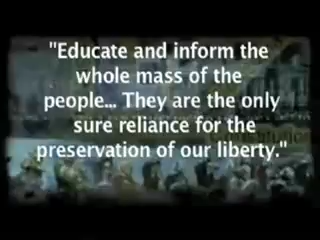 "Educate and inform the
whole mass of the
people... They are the only
sure reliance for the
preservation of our liberty."